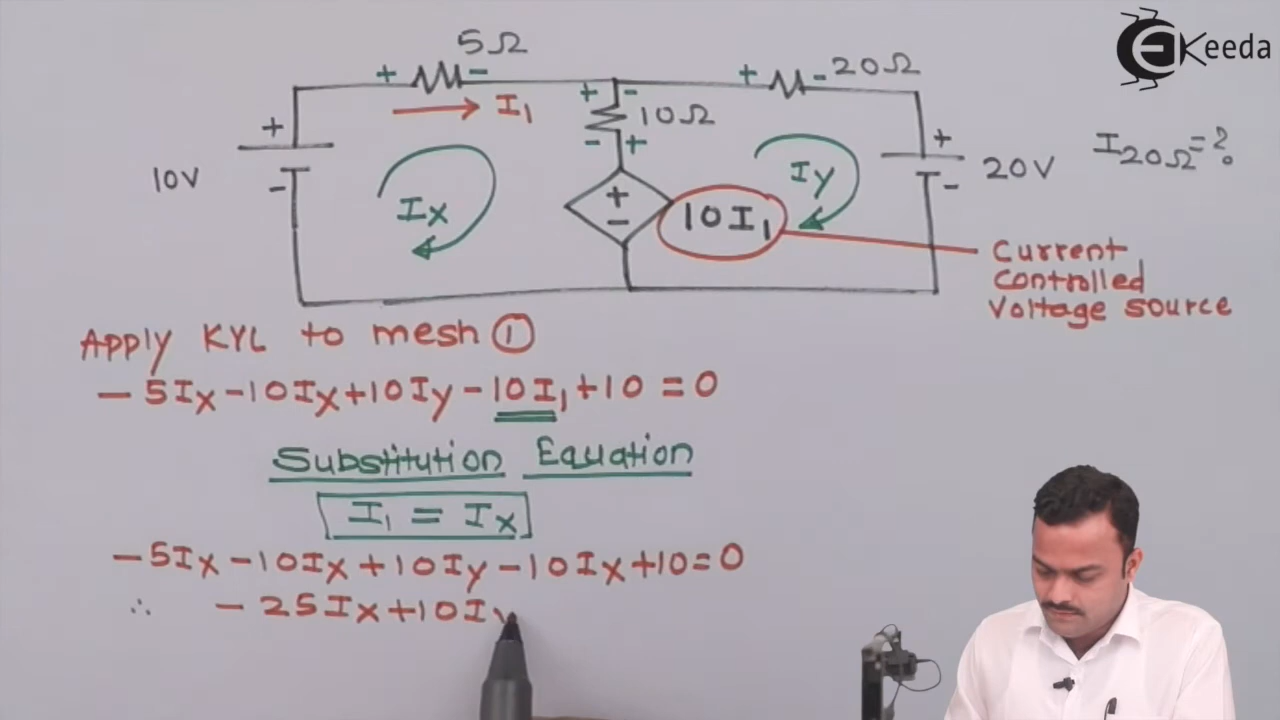 EKeeda
5Ω
+ -
+ - 20Ω
I₁
+ -
10Ω
- +
+
10V
-
Ix
+
-
10I₁
Iy
+
20V
-
I20Ω=?
Current
Controlled
Voltage source
Apply KVL to mesh ①
- 5Ix -10Ix +10Iy - 10I₁ +10 = 0
Substitution Equation
I₁ = Ix
-5Ix -10Ix +10Iy -10Ix +10=0
∴ - 25Ix +10Iy